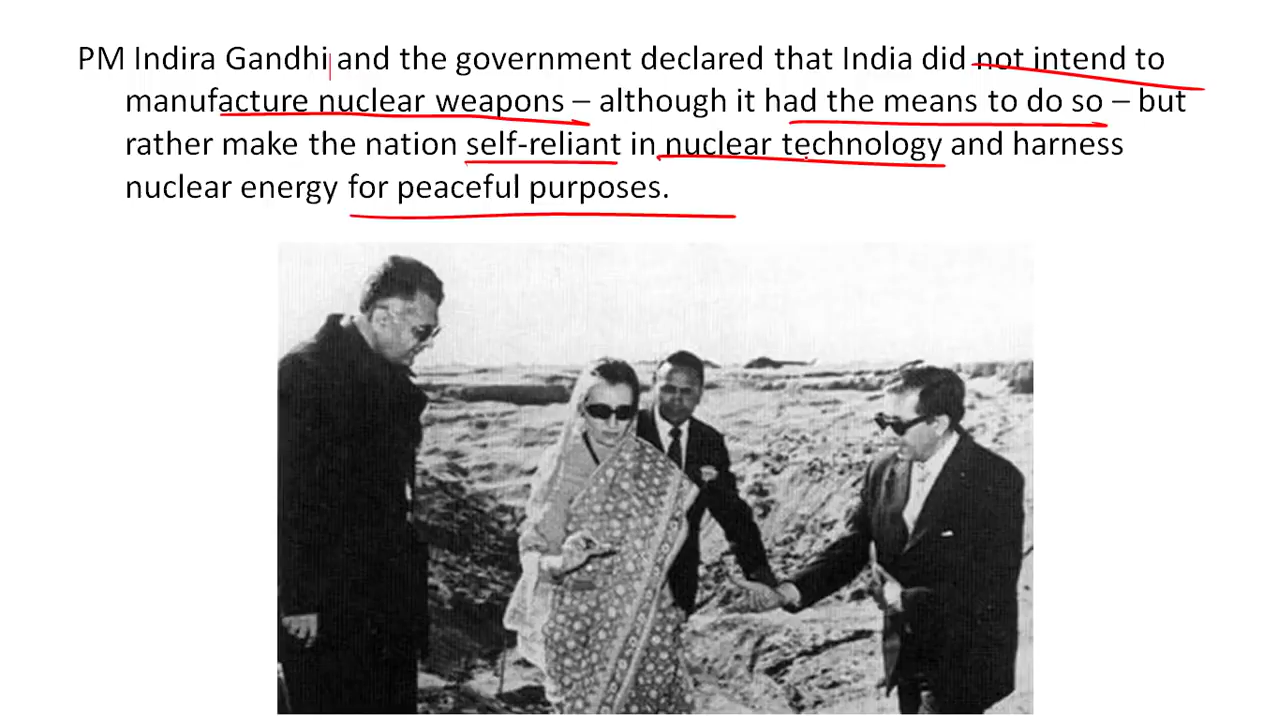 PM Indira Gandhi and the government declared that India did not intend to
manufacture nuclear weapons – although it had the means to do so – but
rather make the nation self-reliant in nuclear technology and harness
nuclear energy for peaceful purposes.